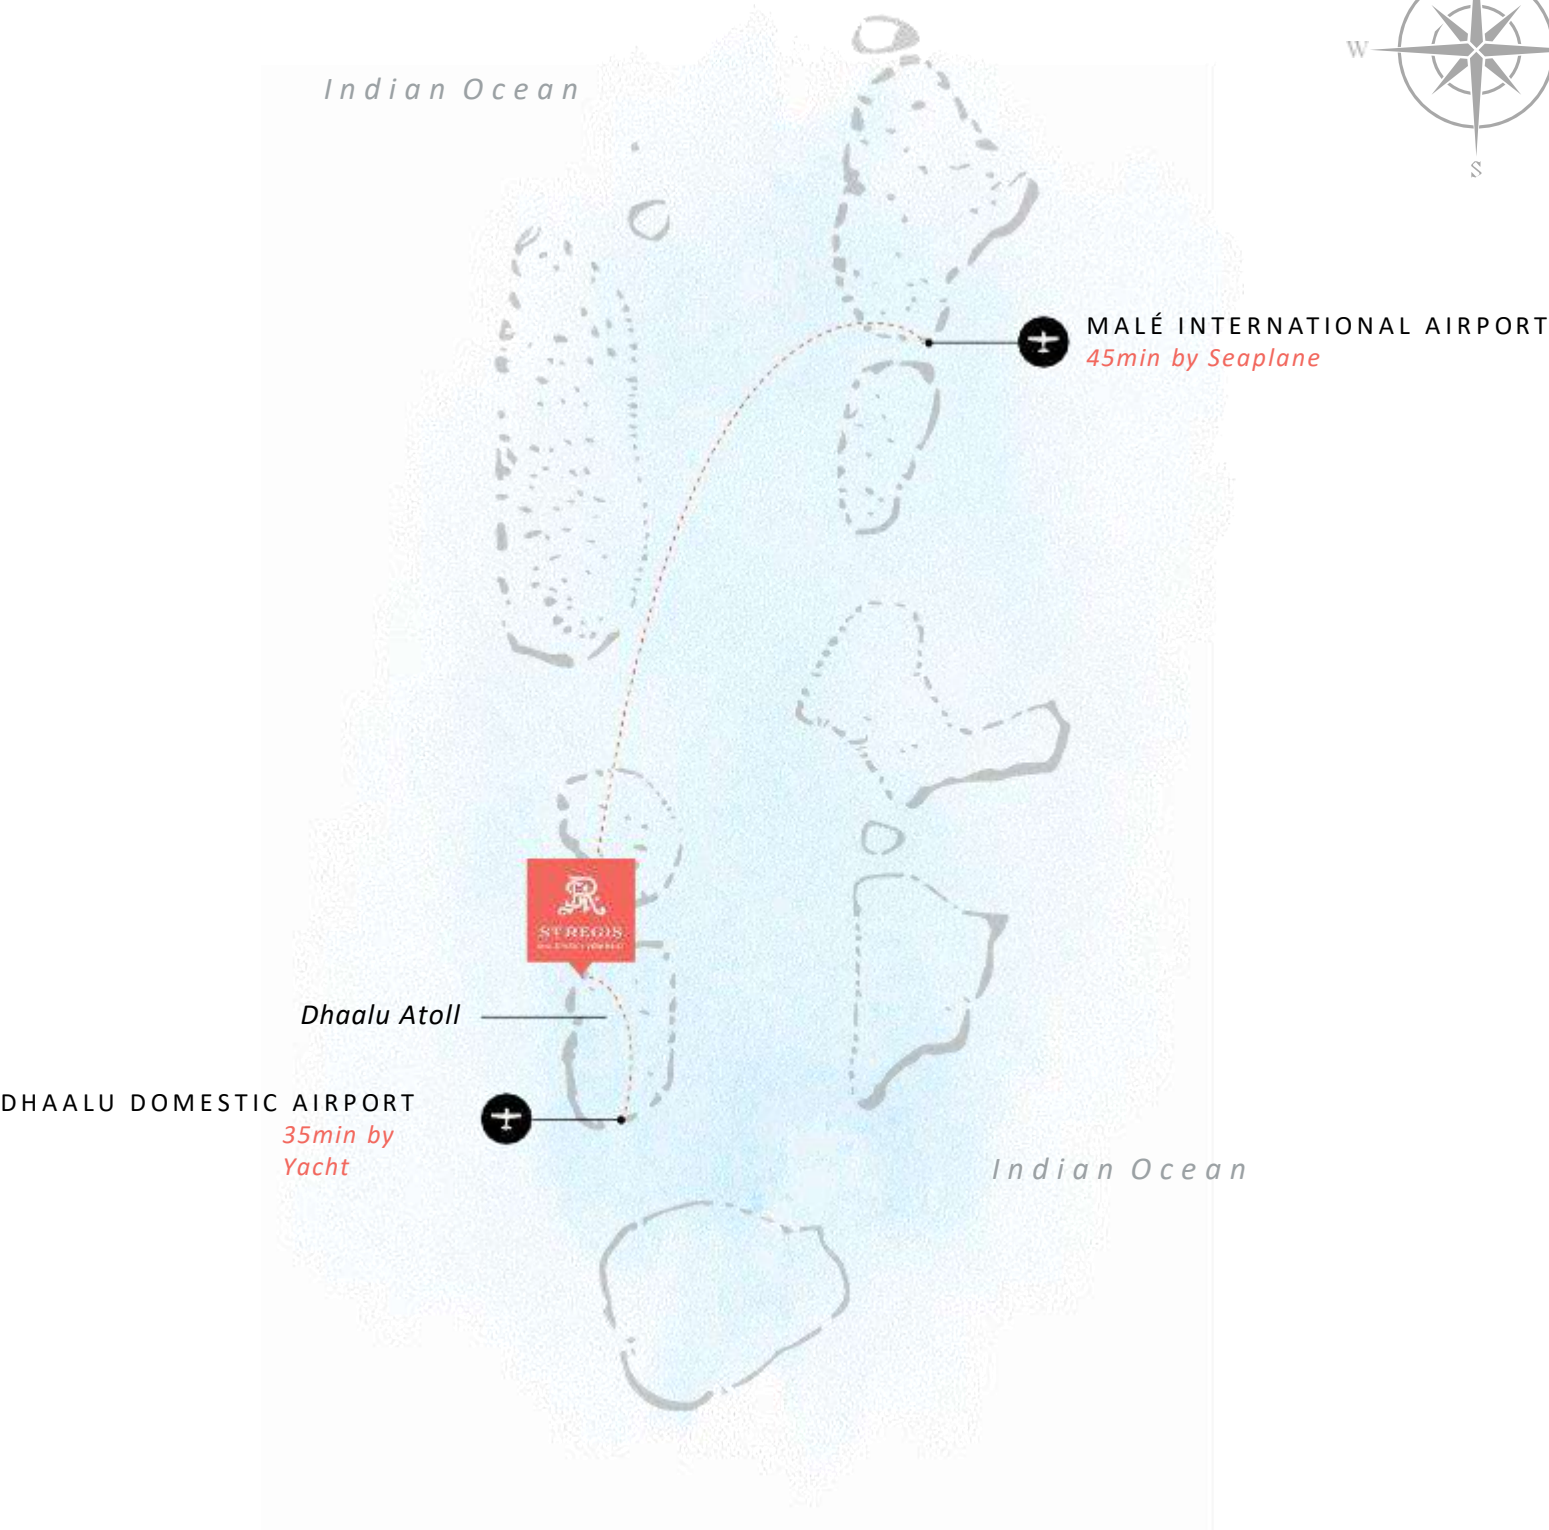 Indian Ocean
W
S
MALÉ INTERNATIONAL AIRPORT
45min by Seaplane
ST REGIS
Dhaalu Atoll
DHAALU DOMESTIC AIRPORT
35min by
Yacht
Indian Ocean